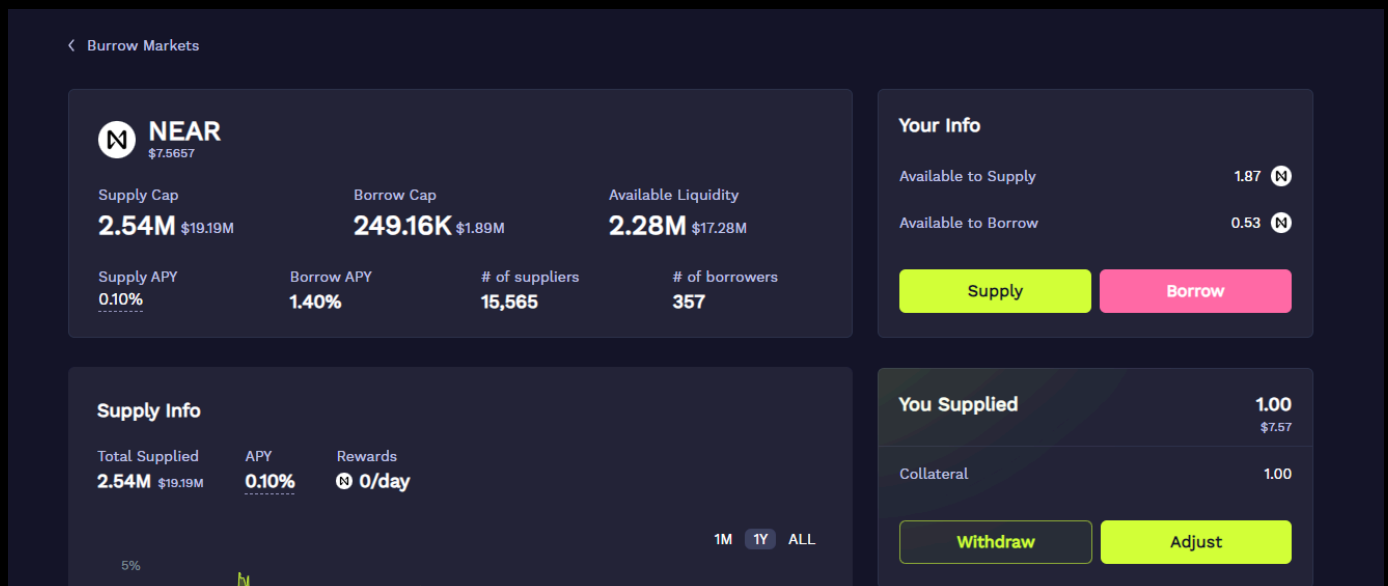 Burrow Markets
NEAR
$7.5657
Supply Cap
2.54M $19.19M
Borrow Cap
249.16K $1.89M
Available Liquidity
2.28M $17.28M
Supply APY
0.10%
Borrow APY
1.40%
# of suppliers
15,565
# of borrowers
357
Your Info
Available to Supply 1.87
Available to Borrow 0.53
Supply Borrow
Supply Info
Total Supplied
2.54M $19.19M
APY
0.10%
Rewards
0/day
1M 1Y ALL
5%
You Supplied 1.00
$7.57
Collateral 1.00
Withdraw Adjust